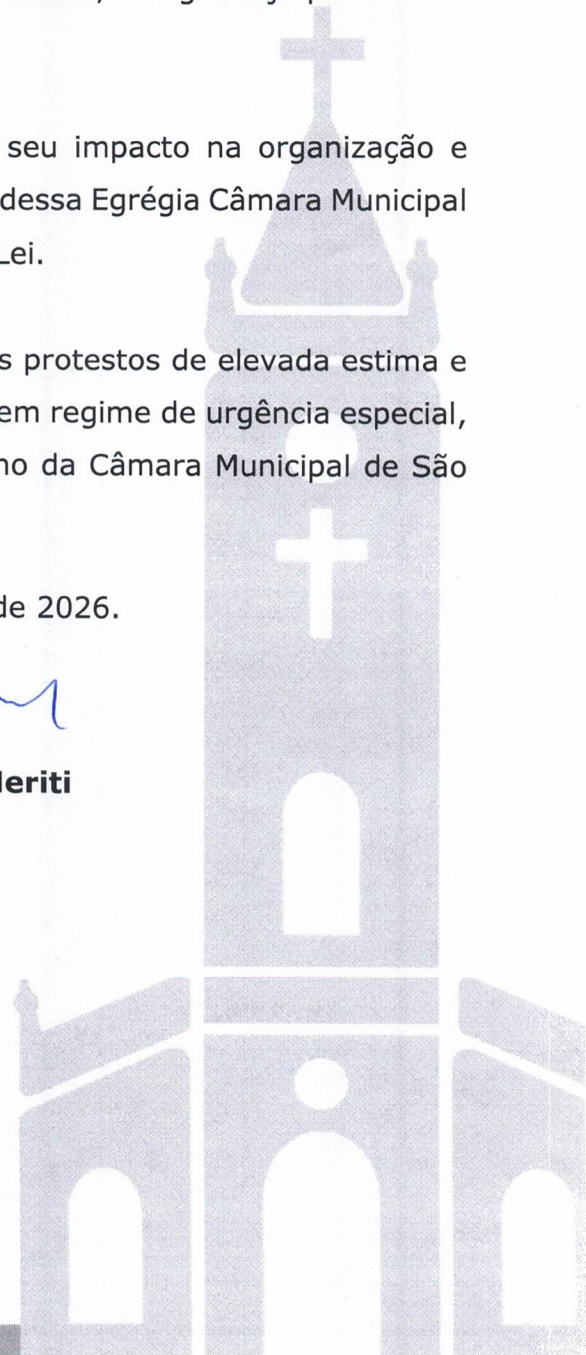 seu impacto na organização e
dessa Egrégia Câmara Municipal
Lei.
s protestos de elevada estima e
em regime de urgência especial,
no da Câmara Municipal de São
de 2026.
eriti